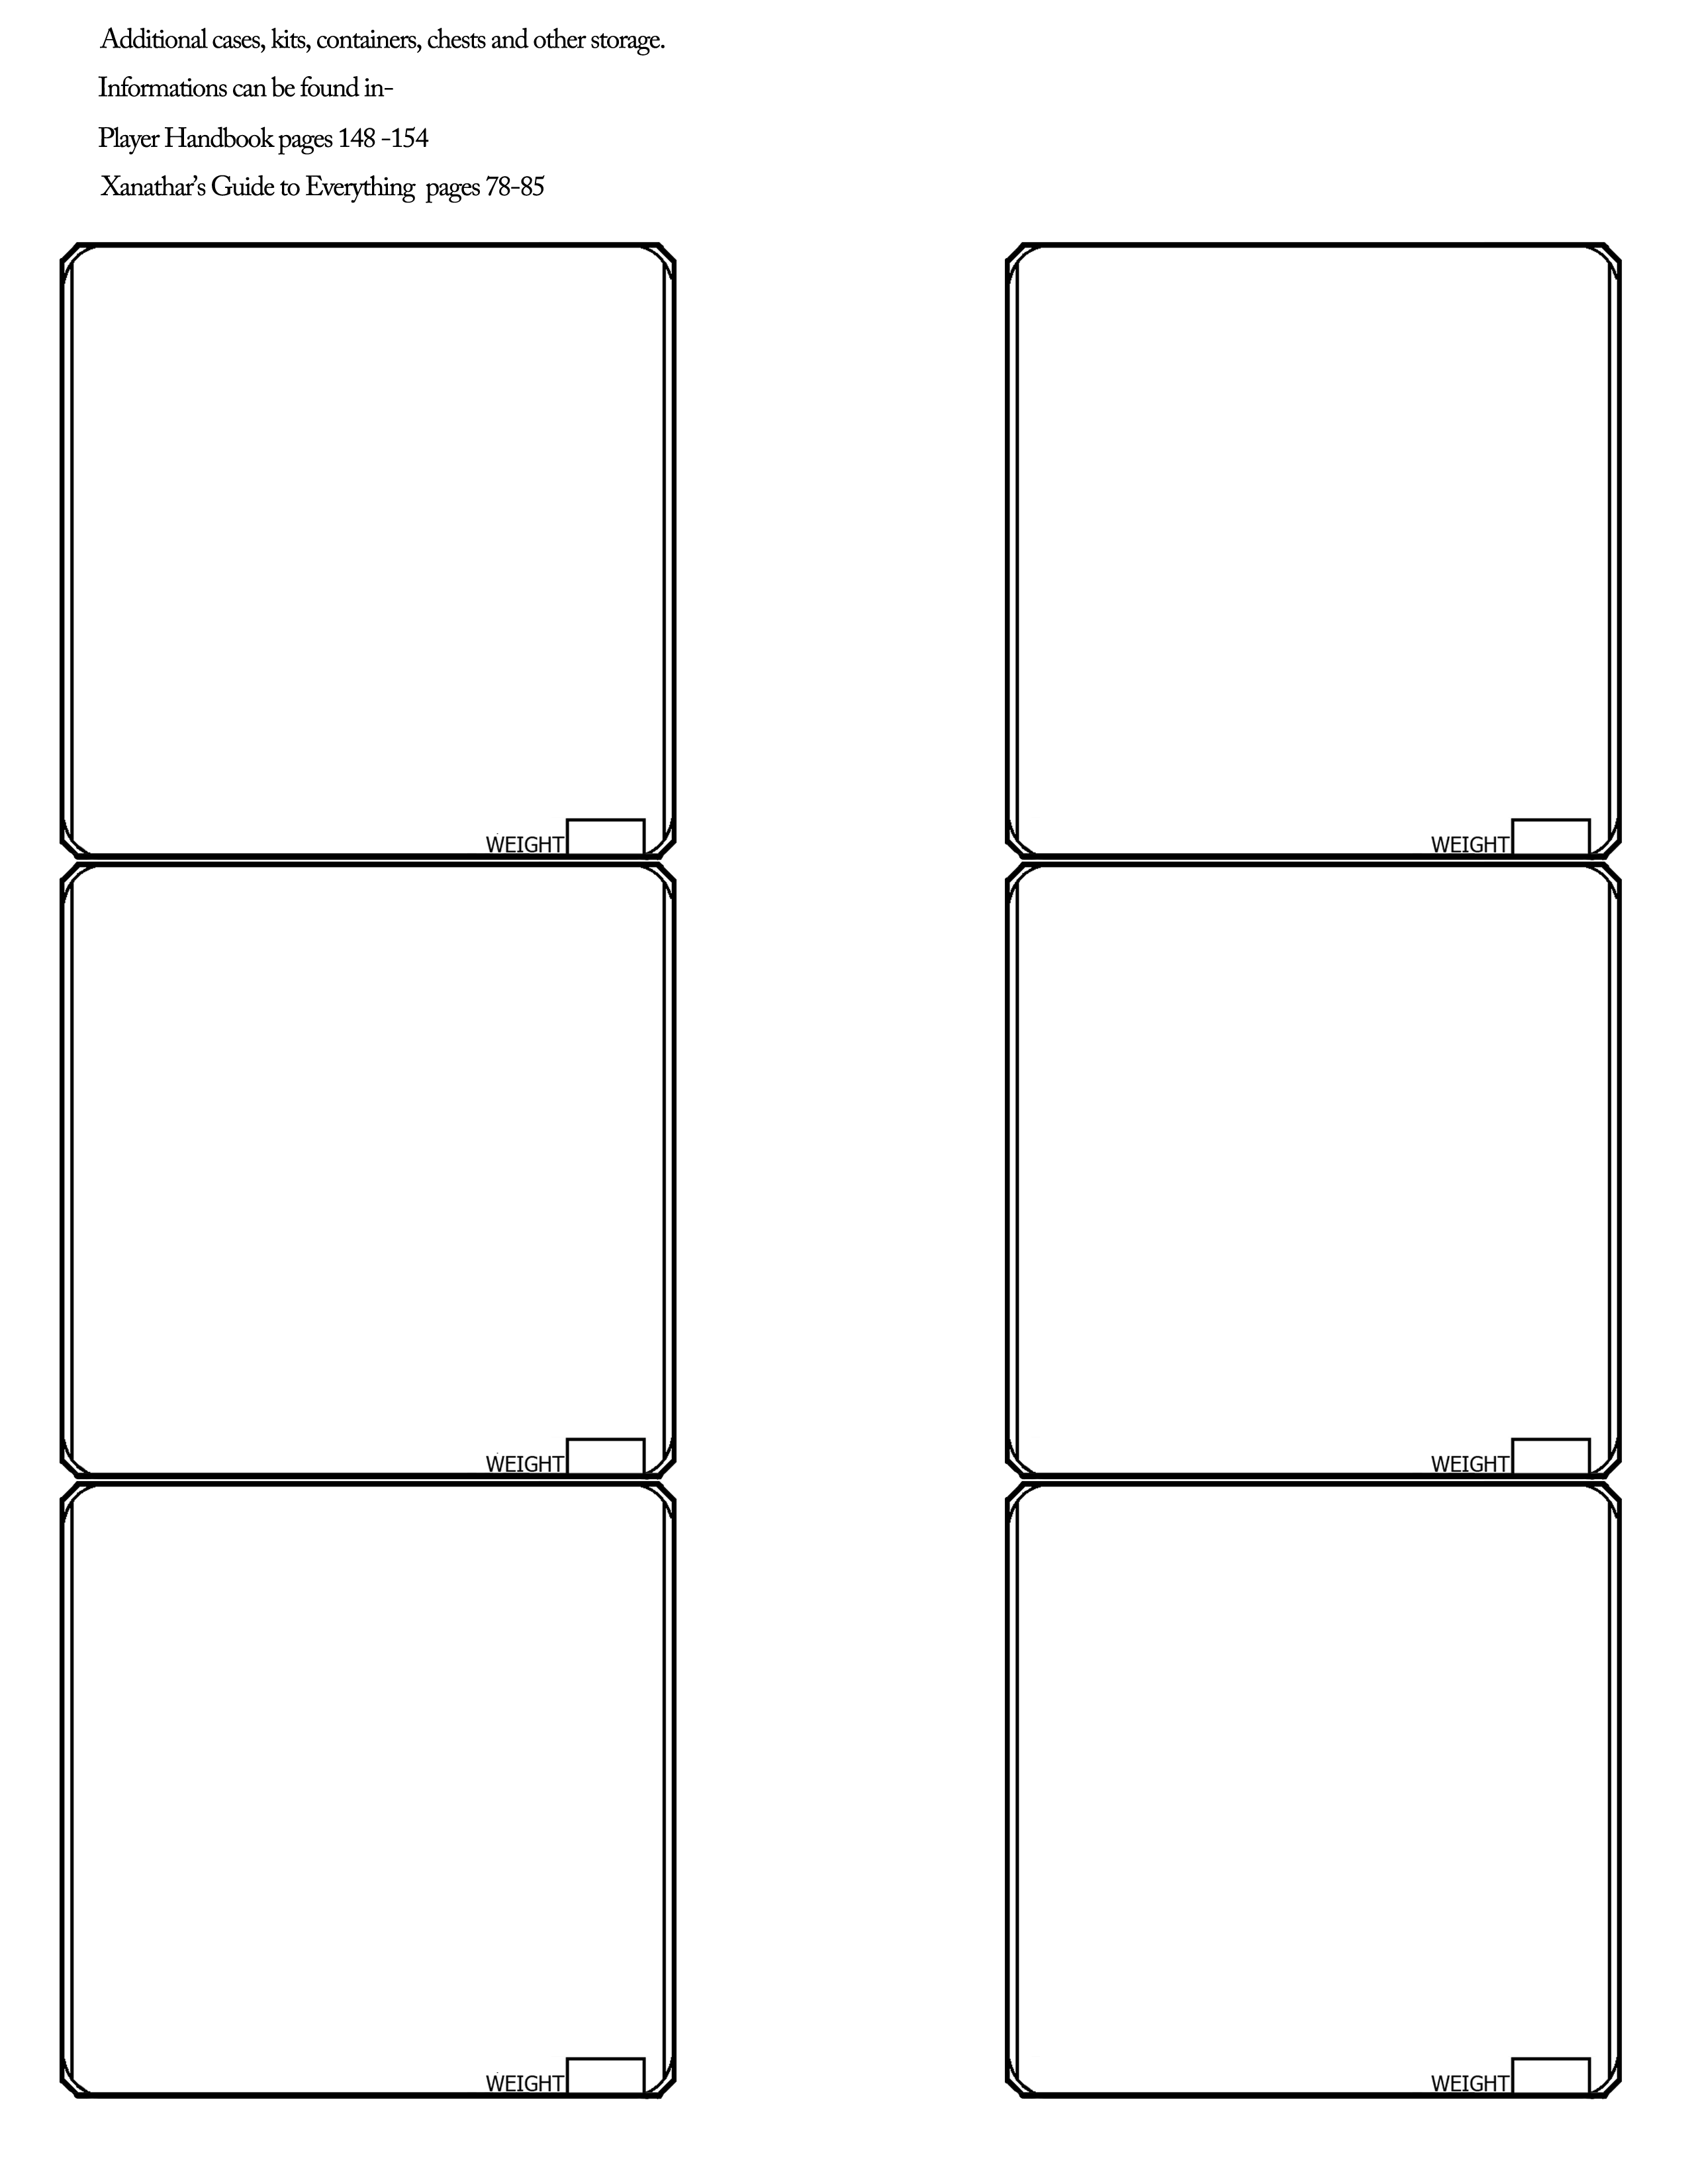 Additional cases, kits, containers, chests and other storage.
Informations can be found in-
Player Handbook pages 148 -154
Xanathar’s Guide to Everything  pages 78-85
WEIGHT
WEIGHT
WEIGHT
WEIGHT
WEIGHT
WEIGHT